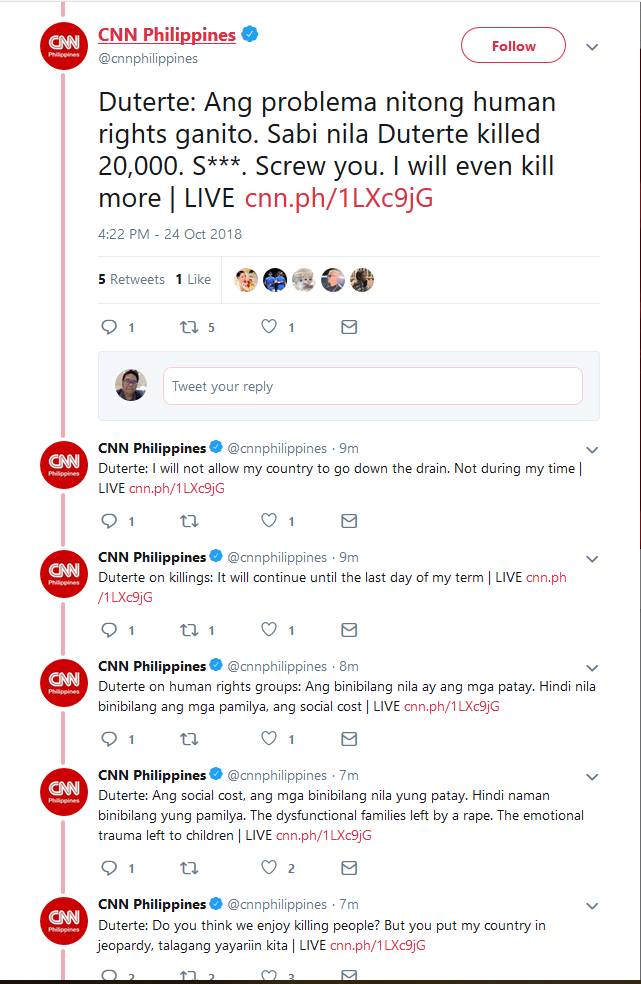 CNN Philippines
Follow
@cnnphilippines
Duterte: Ang problema nitong human
rights ganito. Sabi nila Duterte killed
20,000. S***. Screw you. I will even kill
more | LIVE cnn.ph/1LXc9jG
4:22 PM - 24 Oct 2018
5 Retweets 1 Like
1 5 1
Tweet your reply
CNN Philippines
CNN Philippines @cnnphilippines · 9m
Duterte: I will not allow my country to go down the drain. Not during my time |
LIVE cnn.ph/1LXc9jG
1 1
CNN Philippines
CNN Philippines @cnnphilippines · 9m
Duterte on killings: It will continue until the last day of my term | LIVE cnn.ph
/1LXc9jG
1 1 1
CNN Philippines
CNN Philippines @cnnphilippines · 8m
Duterte on human rights groups: Ang binibilang nila ay ang mga patay. Hindi nila
binibilang ang mga pamilya, ang social cost | LIVE cnn.ph/1LXc9jG
1 1
CNN Philippines
CNN Philippines @cnnphilippines · 7m
Duterte: Ang social cost, ang mga binibilang nila yung patay. Hindi naman
binibilang yung pamilya. The dysfunctional families left by a rape. The emotional
trauma left to children | LIVE cnn.ph/1LXc9jG
1 2
CNN Philippines
CNN Philippines @cnnphilippines · 7m
Duterte: Do you think we enjoy killing people? But you put my country in
jeopardy, talagang yayariin kita | LIVE cnn.ph/1LXc9jG
2 2 3